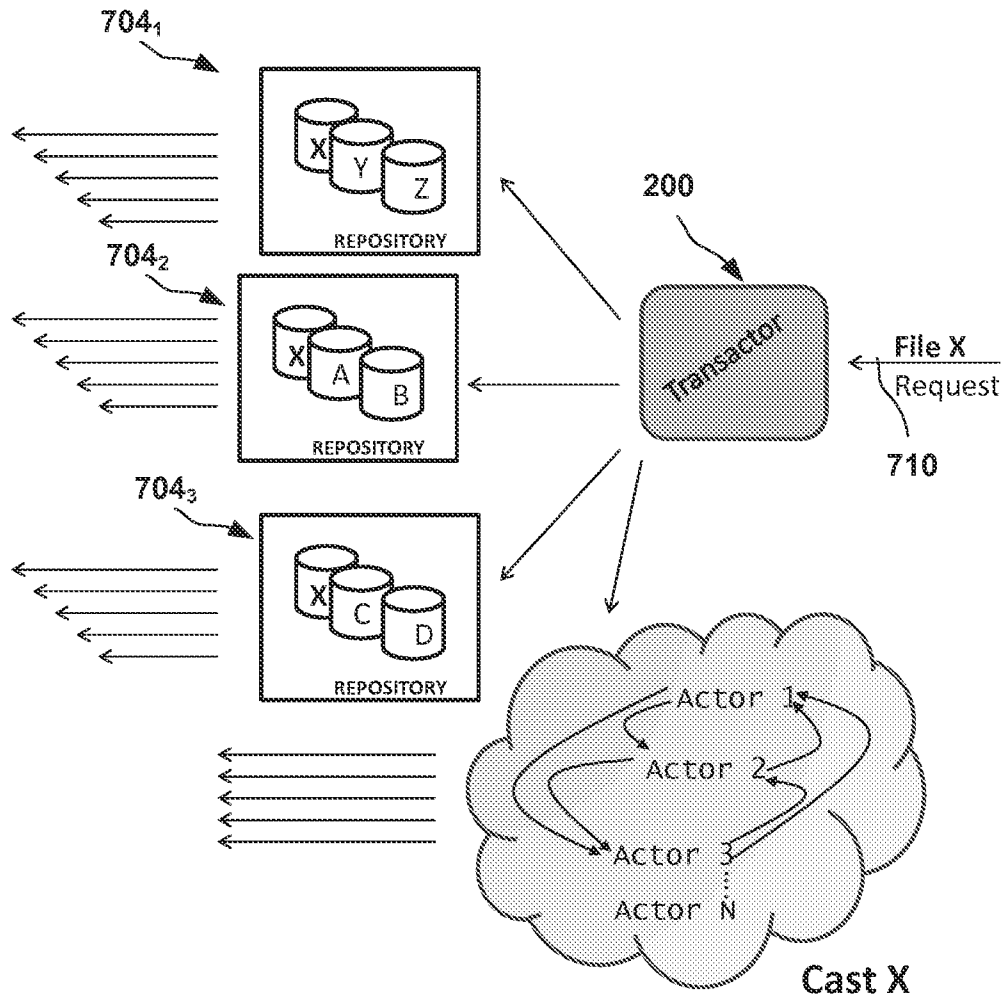 704₁
X
Y
Z
REPOSITORY
704₂
X
A
B
REPOSITORY
704₃
X
C
D
REPOSITORY
200
Transactor
File X
Request
710
Actor 1
Actor 2
Actor 3
Actor N
Cast X